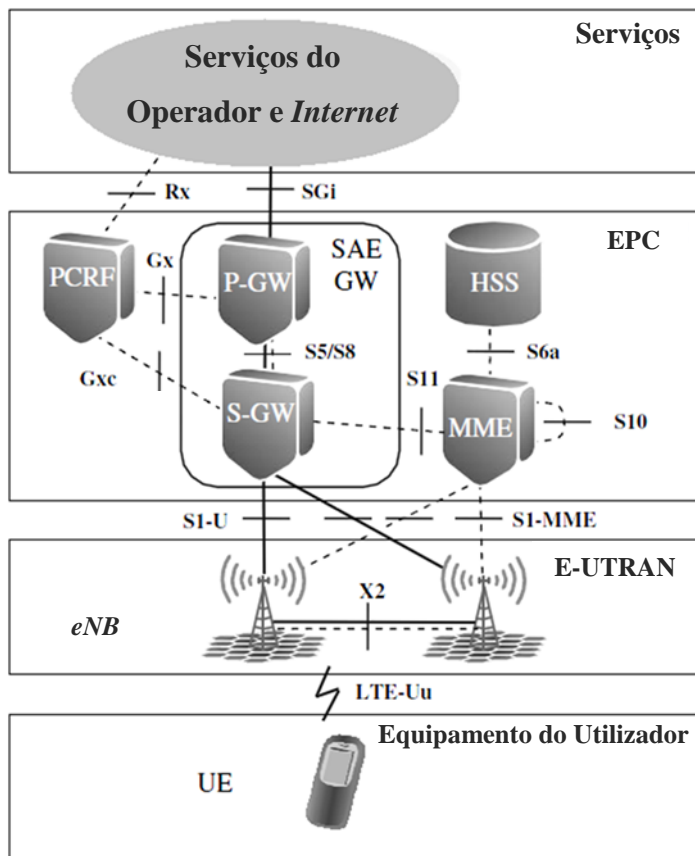 Serviços
Serviços do
Operador e Internet
Rx
SGi
EPC
SAE
GW
PCRF
Gx
P-GW
HSS
S5/S8
S6a
Gxc
S11
S-GW
MME
S10
S1-U
S1-MME
E-UTRAN
X2
eNB
LTE-Uu
Equipamento do Utilizador
UE